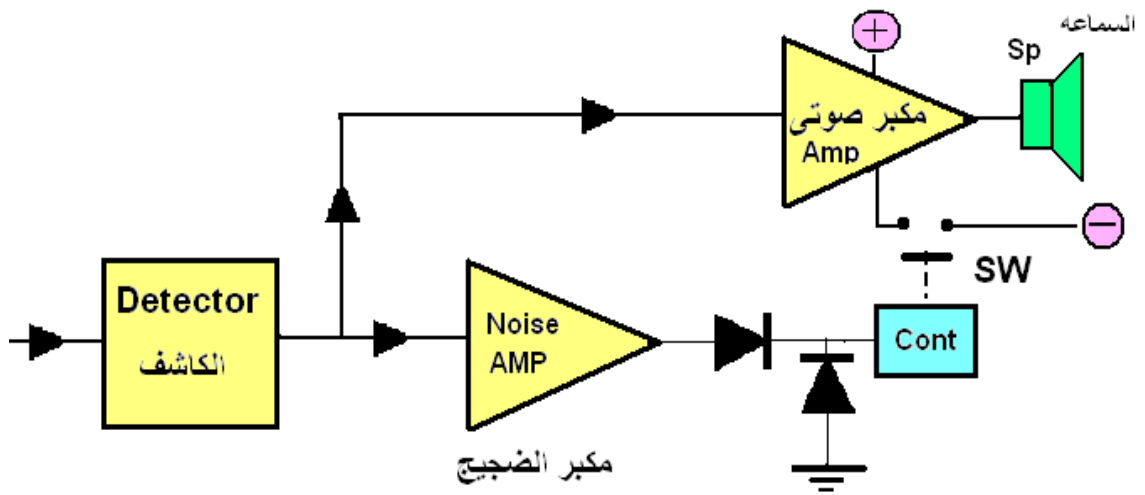 السماعه
Sp
مكبر صوتى
Amp
SW
Detector
الكاشف
Noise
AMP
Cont
مكبر الضجيج